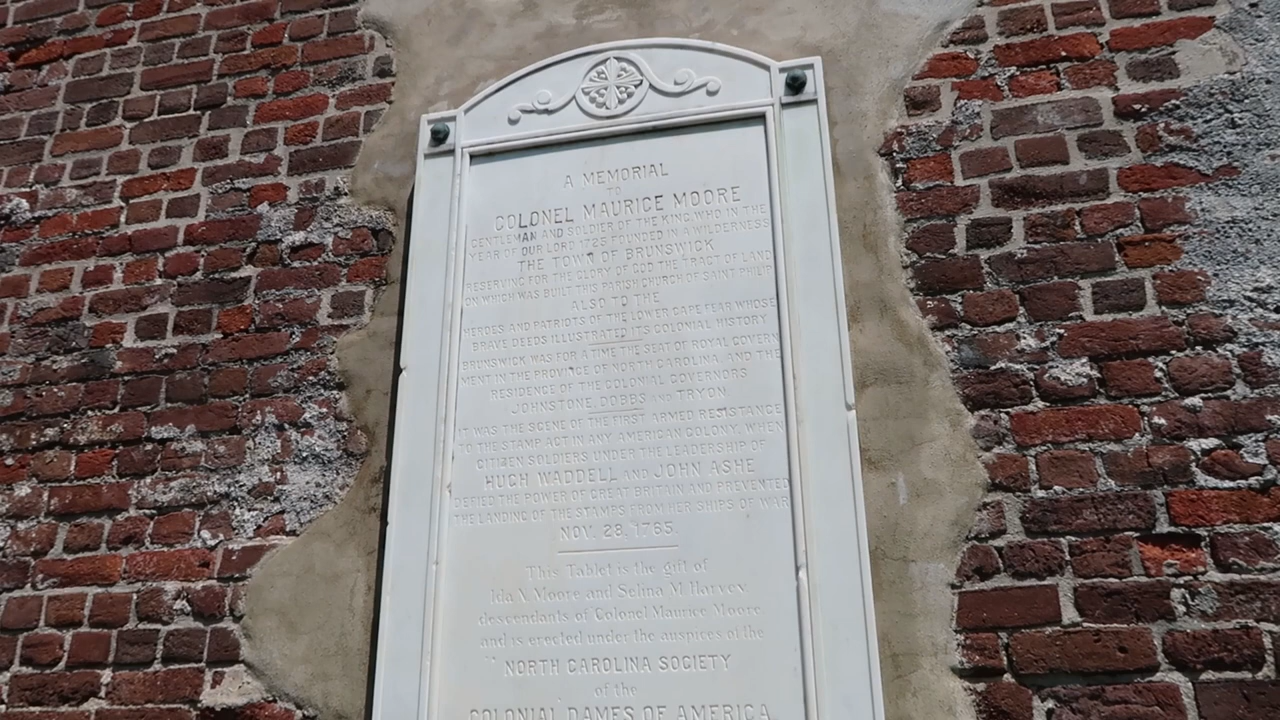 A MEMORIAL
TO
COLONEL MAURICE MOORE
GENTLEMAN AND SOLDIER OF THE KING, WHO IN THE
YEAR OF OUR LORD 1725 FOUNDED IN A WILDERNESS
THE TOWN OF BRUNSWICK
RESERVING FOR THE GLORY OF GOD THE TRACT OF LAND
ON WHICH WAS BUILT THIS PARISH CHURCH OF SAINT PHILIP
ALSO TO THE
HEROES AND PATRIOTS OF THE LOWER CAPE FEAR WHOSE
BRAVE DEEDS ILLUSTRATED ITS COLONIAL HISTORY
BRUNSWICK WAS FOR A TIME THE SEAT OF ROYAL GOVERN
MENT IN THE PROVINCE OF NORTH CAROLINA, AND THE
RESIDENCE OF THE COLONIAL GOVERNORS
JOHNSTONE, DOBBS AND TRYON
IT WAS THE SCENE OF THE FIRST ARMED RESISTANCE
TO THE STAMP ACT IN ANY AMERICAN COLONY, WHEN
CITIZEN SOLDIERS UNDER THE LEADERSHIP OF
HUGH WADDELL AND JOHN ASHE
DEFIED THE POWER OF GREAT BRITAIN AND PREVENTED
THE LANDING OF THE STAMPS FROM HER SHIPS OF WAR
NOV. 28, 1765.
This Tablet is the gift of
Ida N Moore and Selina M Harvey
descendants of Colonel Maurice Moore,
and is erected under the auspices of the
NORTH CAROLINA SOCIETY
of the
COLONIAL DAMES OF AMERICA